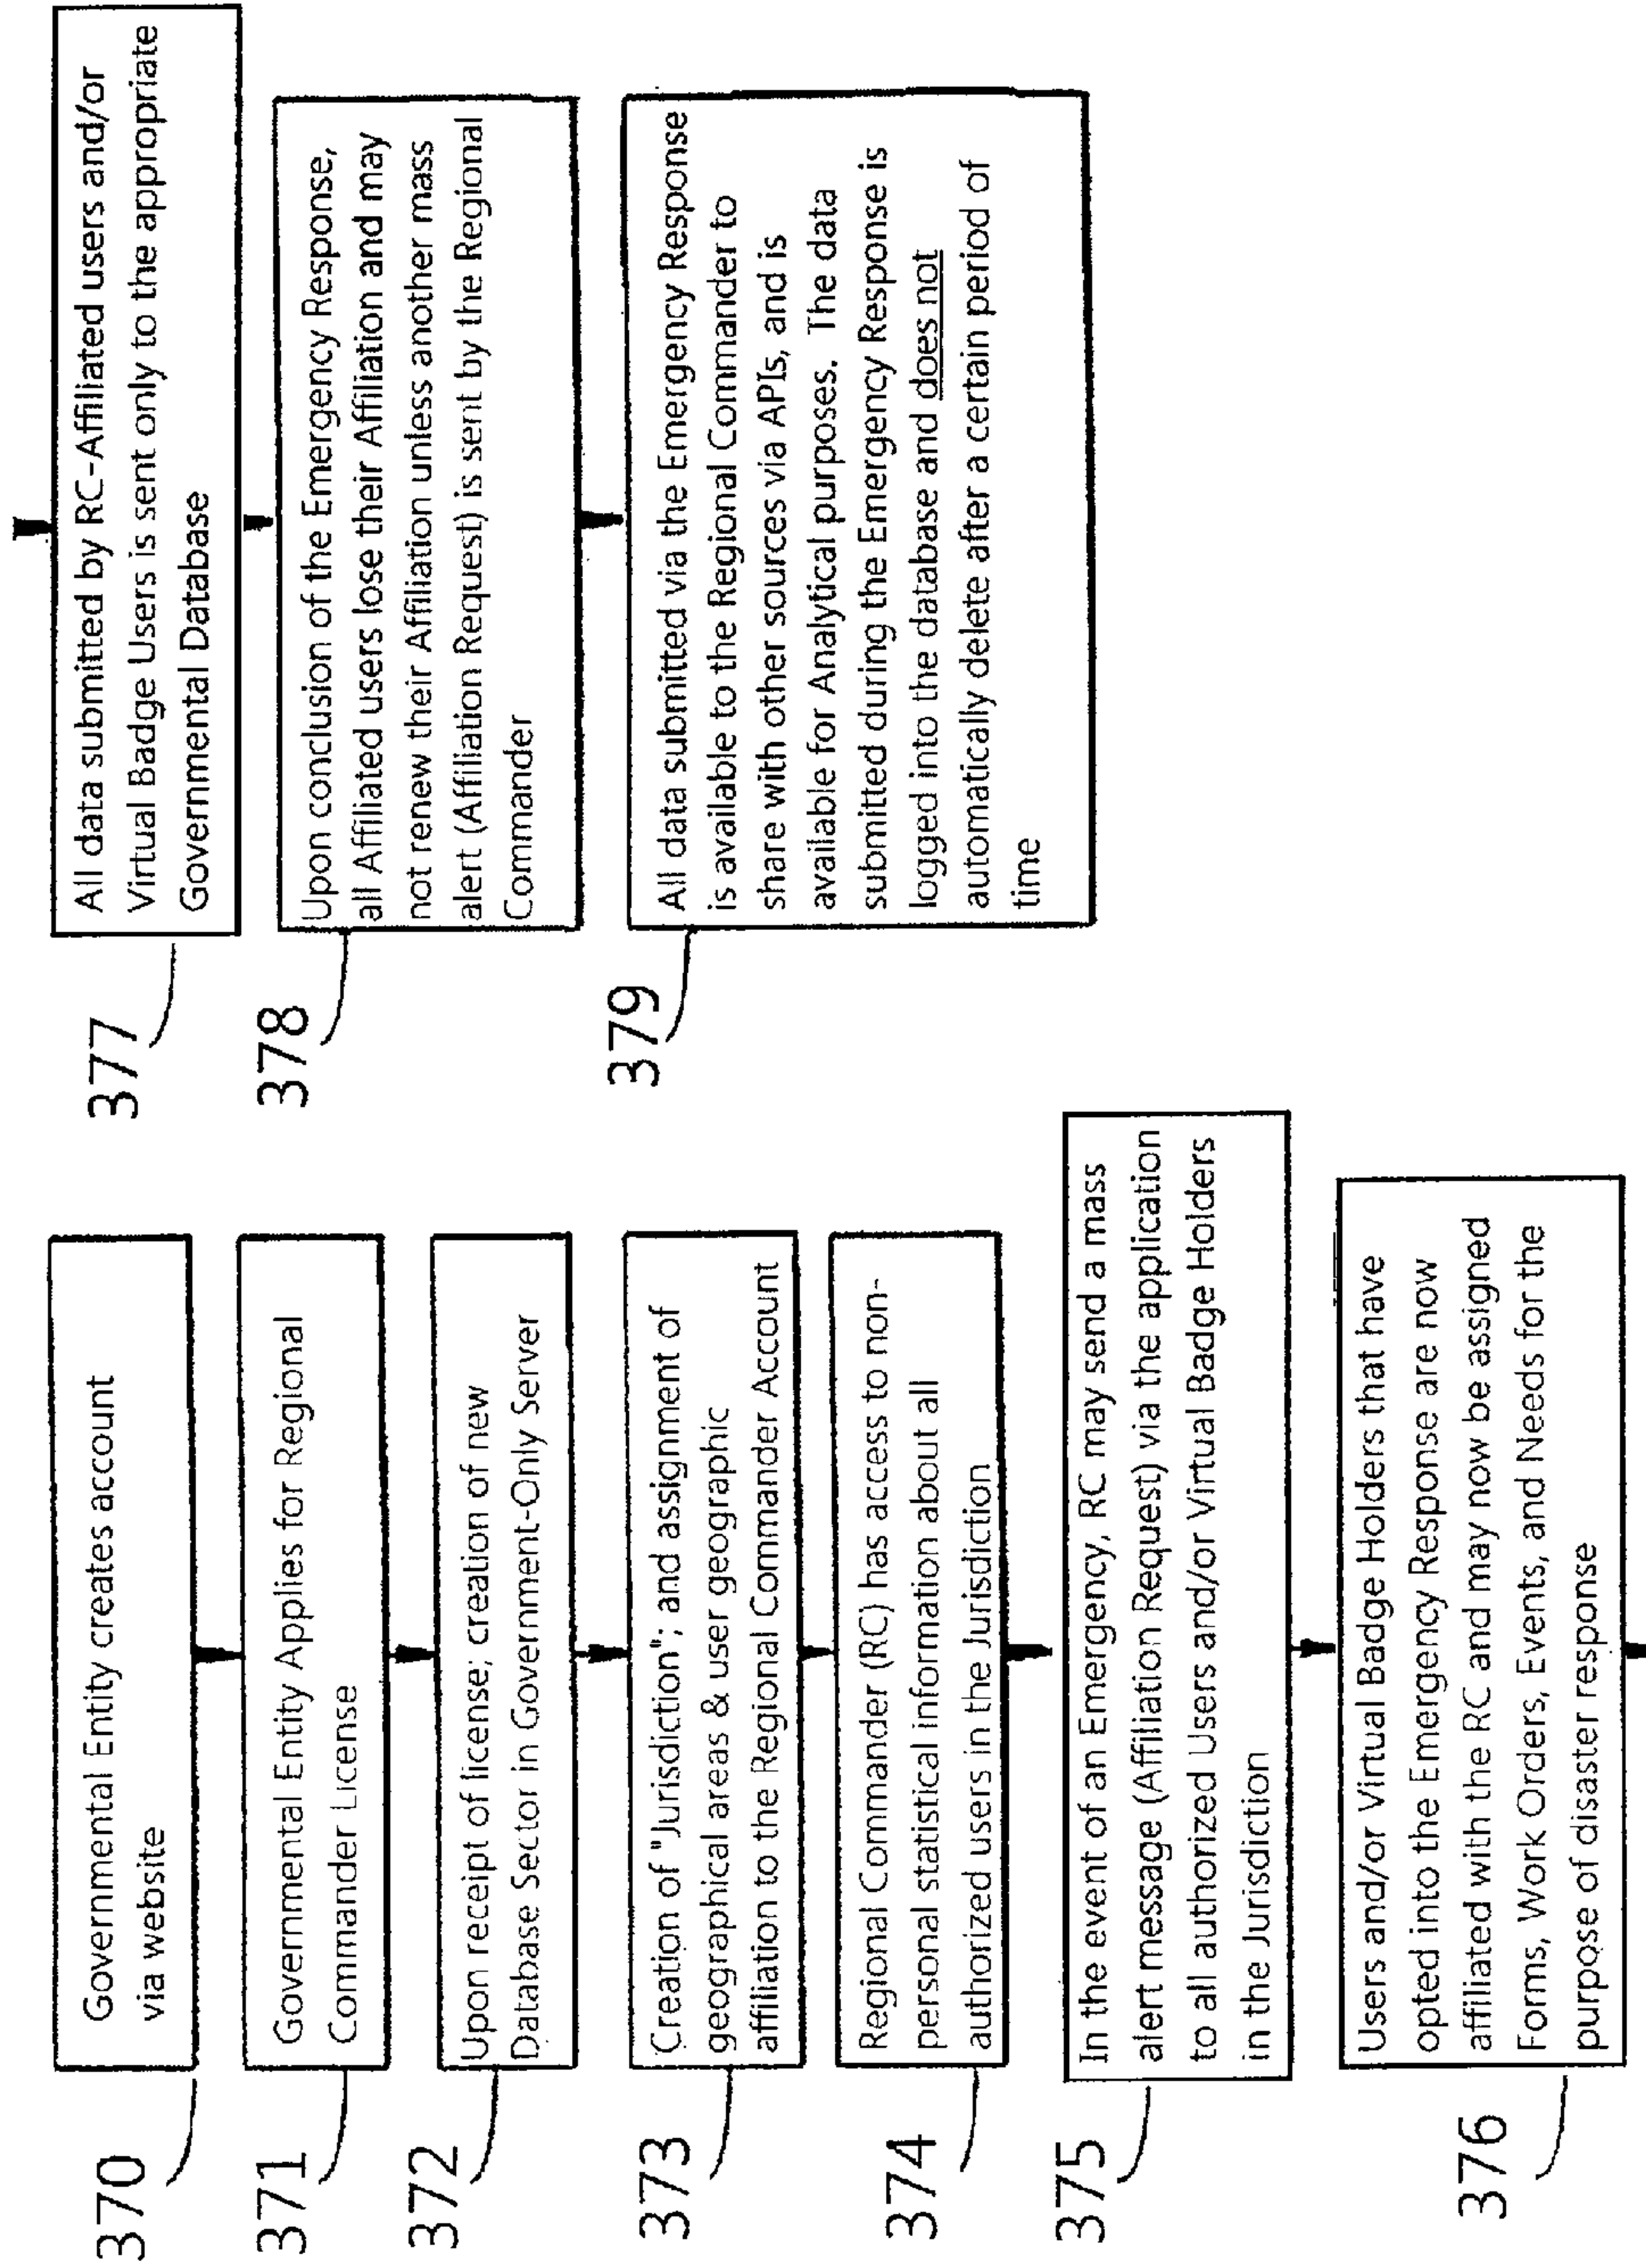 370
Governmental Entity creates account
via website
371
Governmental Entity Applies for Regional
Commander License
372
Upon receipt of license; creation of new
Database Sector in Government-Only Server
373
Creation of "Jurisdiction"; and assignment of
geographical areas & user geographic
affiliation to the Regional Commander Account
374
Regional Commander (RC) has access to non-
personal statistical information about all
authorized users in the Jurisdiction
375
In the event of an Emergency, RC may send a mass
alert message (Affiliation Request) via the application
to all authorized Users and/or Virtual Badge Holders
in the Jurisdiction
376
Users and/or Virtual Badge Holders that have
opted into the Emergency Response are now
affiliated with the RC and may now be assigned
Forms, Work Orders, Events, and Needs for the
purpose of disaster response
377
All data submitted by RC-Affiliated users and/or
Virtual Badge Users is sent only to the appropriate
Governmental Database
378
Upon conclusion of the Emergency Response,
all Affiliated users lose their Affiliation and may
not renew their Affiliation unless another mass
alert (Affiliation Request) is sent by the Regional
Commander
379
All data submitted via the Emergency Response
is available to the Regional Commander to
share with other sources via APIs, and is
available for Analytical purposes. The data
submitted during the Emergency Response is
logged into the database and does not
automatically delete after a certain period of
time